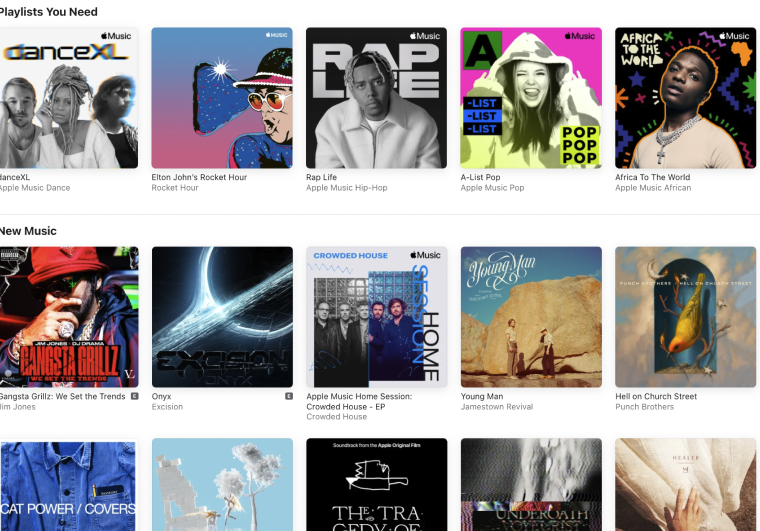 Playlists You Need
Music
danceXL
Music
Music
RAP
LIFE
Music
A
-LIST
-LIST
-LIST
POP
POP
POP
Music
AFRICA
TO THE
WORLD
danceXL
Apple Music Dance
Elton John's Rocket Hour
Rocket Hour
Rap Life
Apple Music Hip-Hop
A-List Pop
Apple Music Pop
Africa To The World
Apple Music African
New Music
JIM JONES · DJ DRAMA
GANGSTA GRILLZ
WE SET THE TRENDS
VL
EXCISION
ONYX
CROWDED HOUSE
Music
HOME
SESSION
Young Man
PUNCH BROTHERS
HELL ON CHURCH STREET
Gangsta Grillz: We Set the Trends E
Jim Jones
Onyx E
Excision
Apple Music Home Session:
Crowded House - EP
Crowded House
Young Man
Jamestown Revival
Hell on Church Street
Punch Brothers
CAT POWER / COVERS
Soundtrack from the Apple Original Film
THE TRA-
GEDY OF
UNDEROATH
HEALER